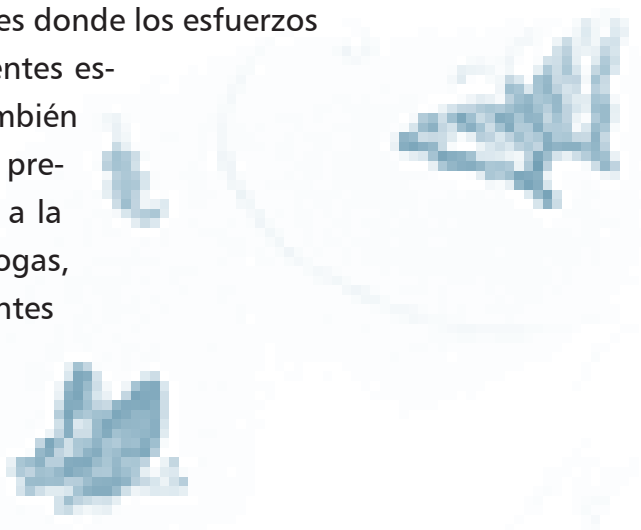 es donde los esfuerzos
entes es-
mbién
pre-
a la
ogas,
ntes